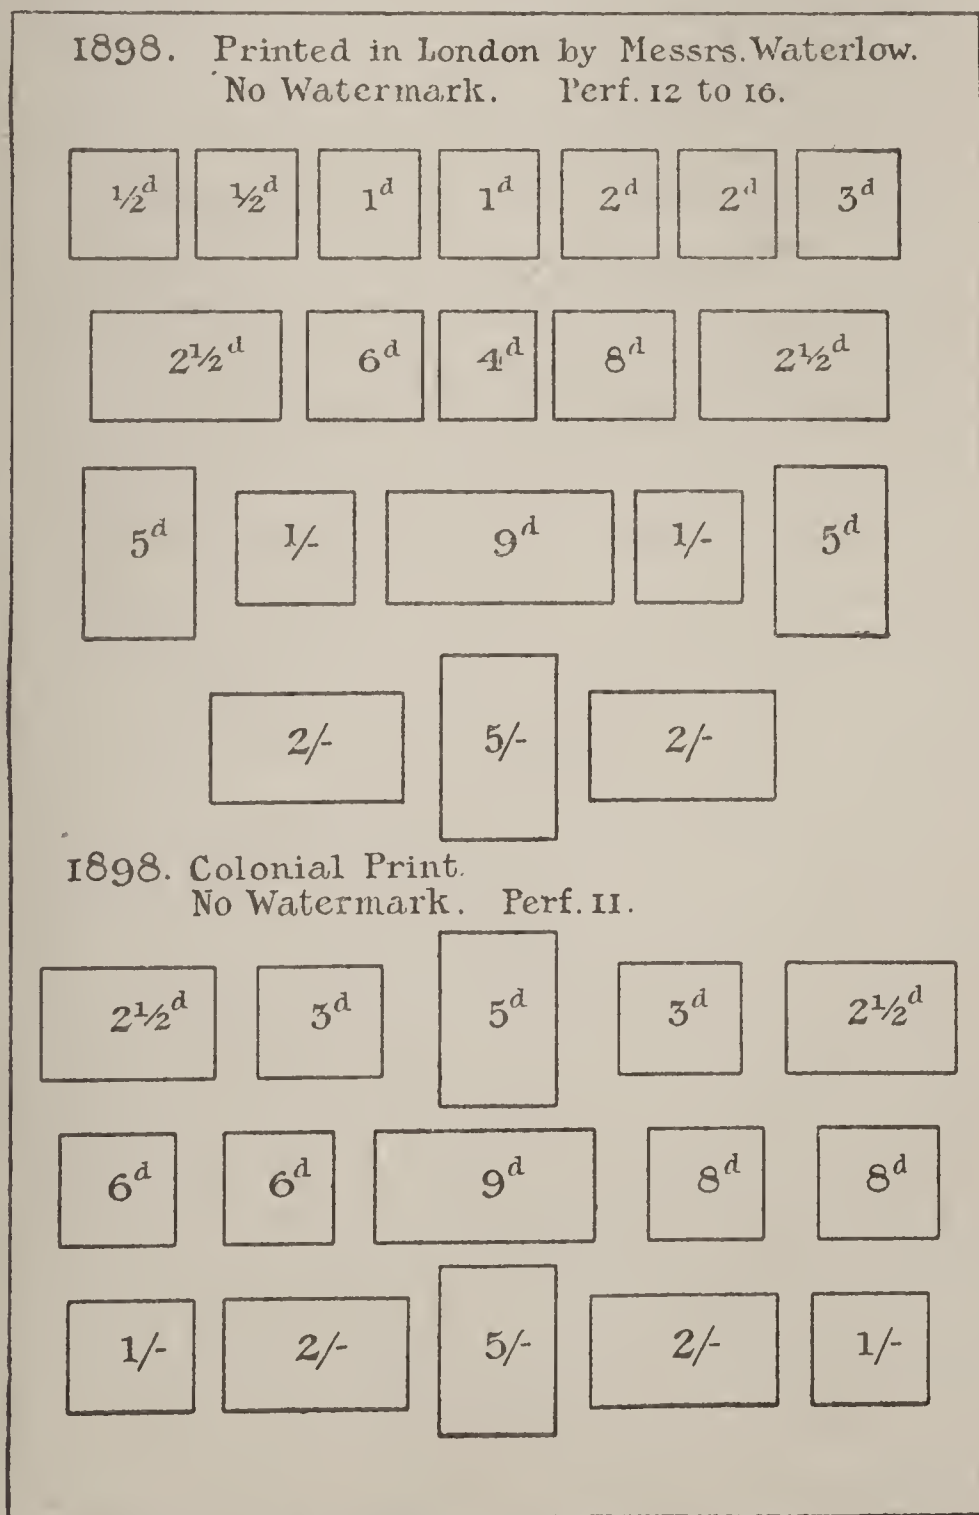 1898. Printed in London by Messrs. Waterlow.
No Watermark. Perf. 12 to 16.
½d ½d 1d 1d 2d 2d 3d
2½d 6d 4d 8d 2½d
5d 1/- 9d 1/- 5d
2/- 5/- 2/-
1898. Colonial Print.
No Watermark. Perf. 11.
2½d 3d 5d 3d 2½d
6d 6d 9d 8d 8d
1/- 2/- 5/- 2/- 1/-